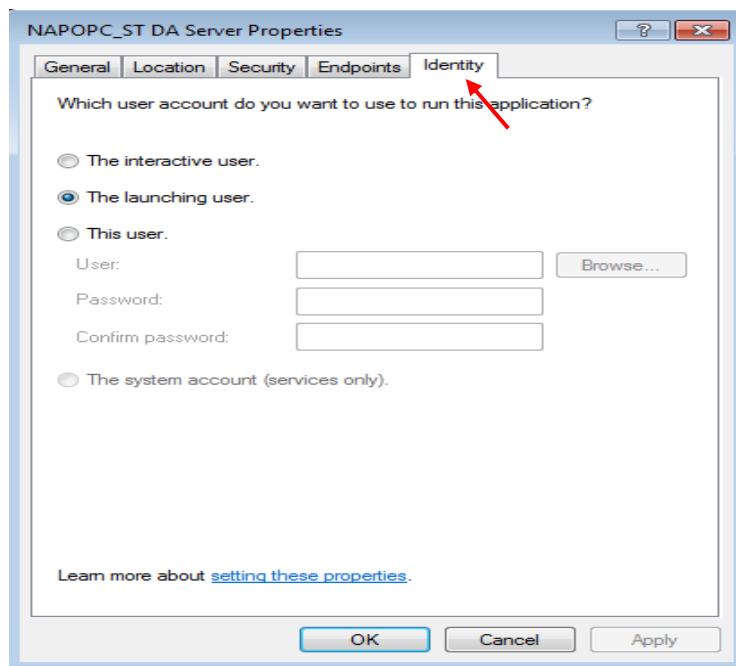 NAPOPC_ST DA Server Properties
General Location Security Endpoints Identity
Which user account do you want to use to run this application?
The interactive user.
The launching user.
This user.
User:
Browse...
Password:
Confirm password:
The system account (services only).
Learn more about setting these properties.
OK Cancel Apply